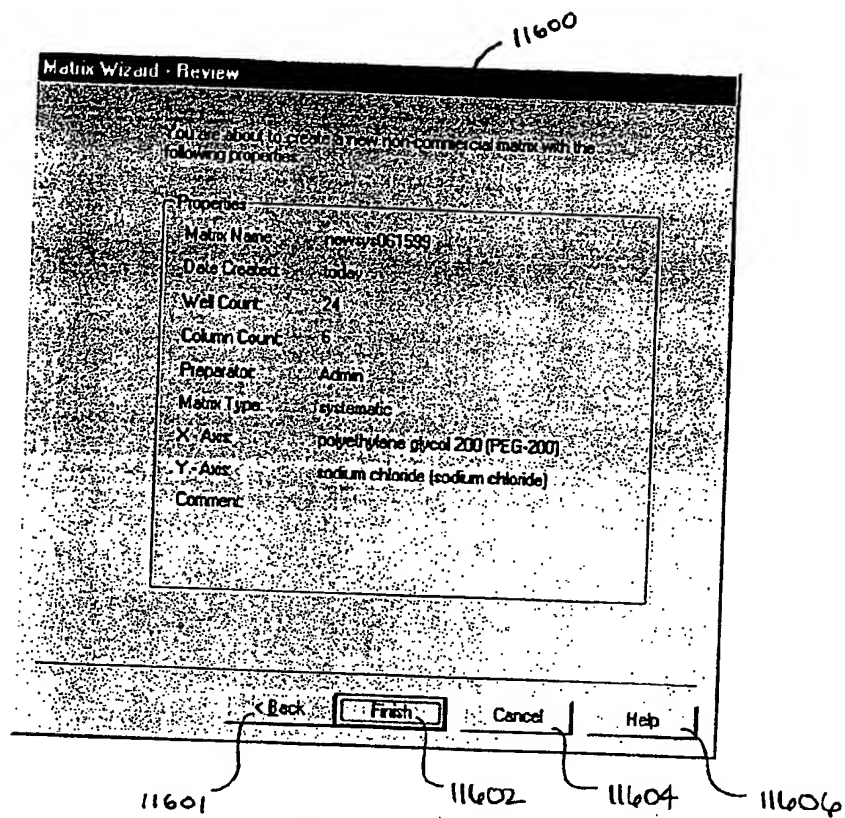 11600
Matrix Wizard - Review
You are about to create a new non-commercial matrix with the
following properties:
Properties
Matrix Name: newsys061599
Date Created: today
Well Count: 24
Column Count: 6
Preparator: Admin
Matrix Type: systematic
X - Axis: polyethylene glycol 200 (PEG-200)
Y - Axis: sodium chloride (sodium chloride)
Comment:
< Back Finish Cancel Help
11601 11602 11604 11606